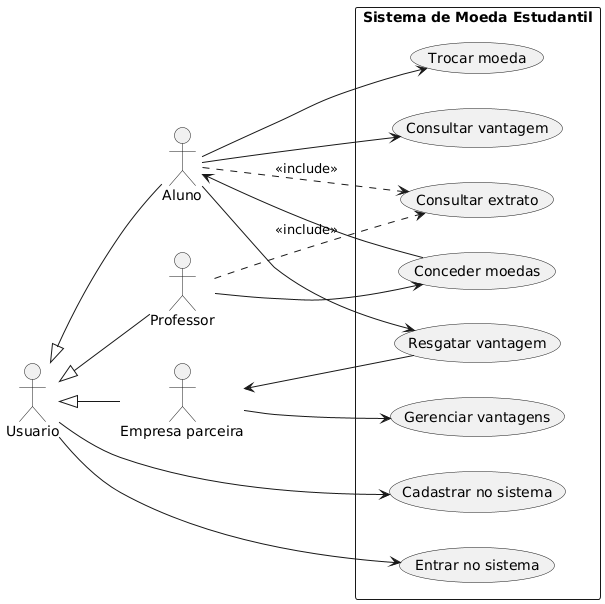 Sistema de Moeda Estudantil
Trocar moeda
Consultar vantagem
«include»
Aluno
Consultar extrato
«include»
Conceder moedas
Professor
Resgatar vantagem
Usuario
Empresa parceira
Gerenciar vantagens
Cadastrar no sistema
Entrar no sistema